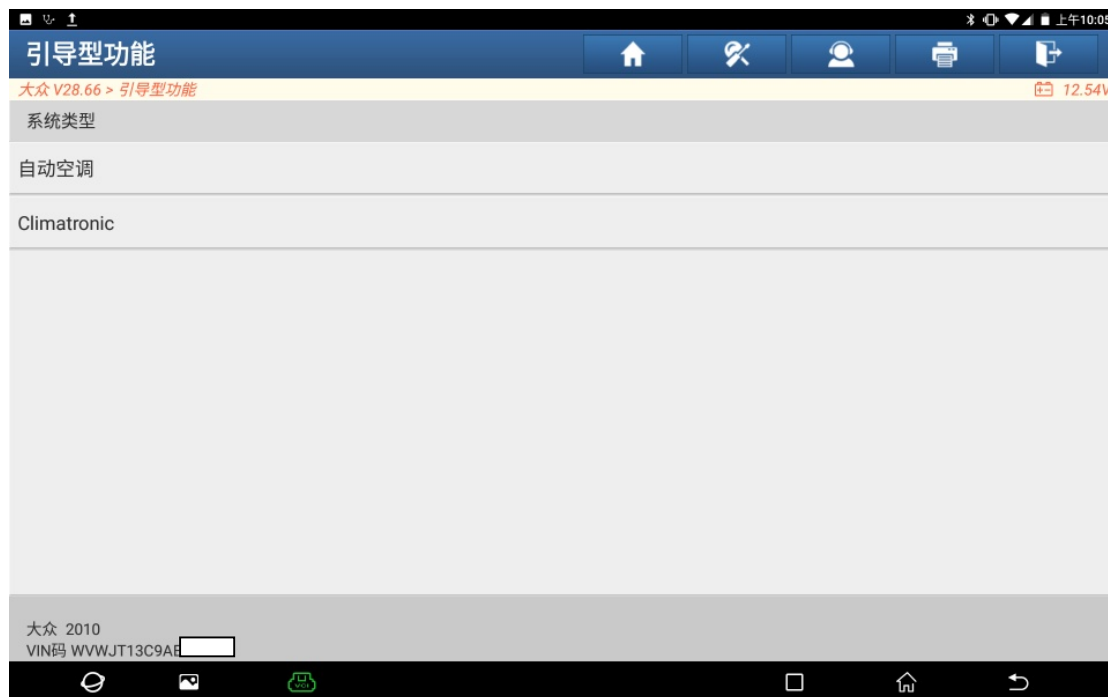 上午10:05
引导型功能
大众 V28.66 > 引导型功能
12.54V
系统类型
自动空调
Climatronic
大众 2010
VIN码 WVWJT13C9AE
VCI